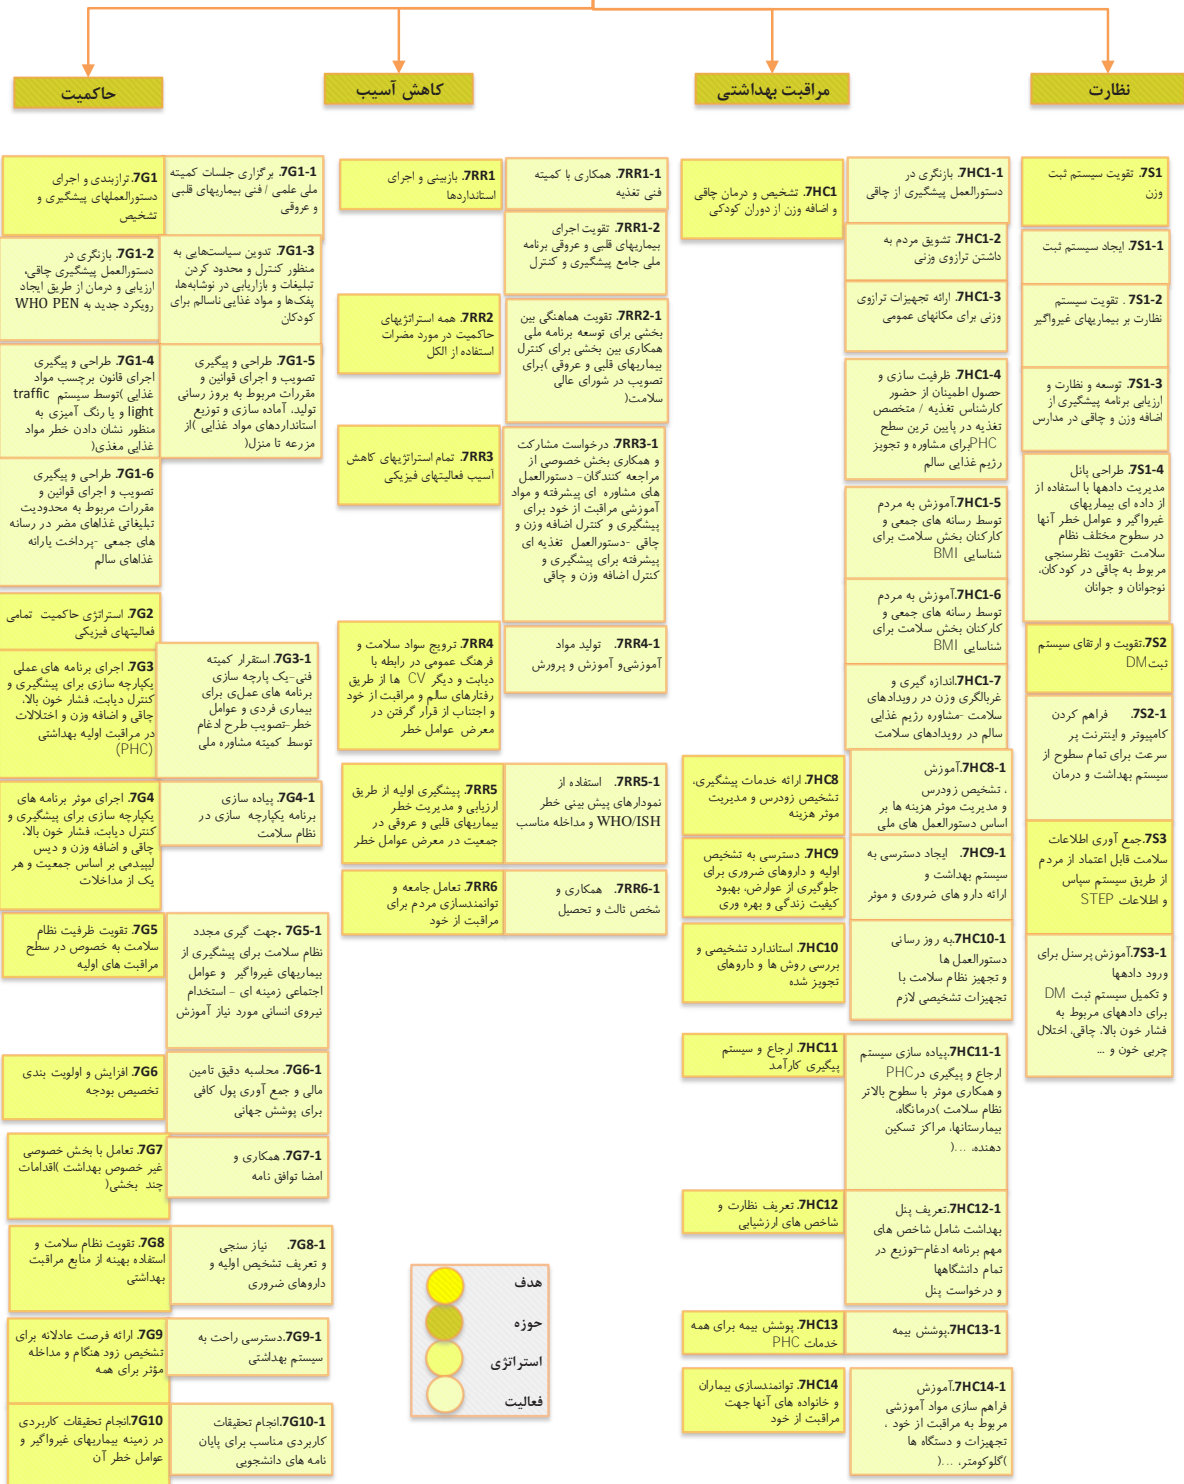 نظارت
مراقبت بهداشتی
کاهش آسیب
حاکمیت
7S1. تقویت سیستم ثبت
وزن
7S1-1. ایجاد سیستم ثبت
7S1-2 . تقویت سیستم
نظارت بر بیماریهای غیرواگیر
7S1-3. توسعه و نظارت و
ارزیابی برنامه پیشگیری از
اضافه وزن و چاقی در مدارس
7S1-4. طراحی پانل
مدیریت دادهها با استفاده از
از داده ای بیماریهای
غیرواگیر و عوامل خطر آنها
در سطوح مختلف نظام
سلامت -تقویت نظرسنجی
مربوط به چاقی در کودکان،
نوجوانان و جوانان
7S2.تقویت و ارتقای سیستم
ثبتDM
7S2-1. فراهم کردن
کامپیوتر و اینترنت پر
سرعت برای تمام سطوح از
سیستم بهداشت و درمان
7S3.جمع آوری اطلاعات
سلامت قابل اعتماد از مردم
از طریق سیستم سپاس
و اطلاعات STEP
7S3-1.آموزش پرسنل برای
ورود دادهها
و تکمیل سیستم ثبت DM
برای دادههای مربوط به
فشار خون بالا، چاقی، اختلال
چربی خون و ...
7HC1. تشخیص و درمان چاقی
و اضافه وزن از دوران کودکی
7HC1-1. بازنگری در
دستورالعمل پیشگیری از چاقی
7HC1-2. تشویق مردم به
داشتن ترازوی وزنی
7HC1-3. ارائه تجهیزات ترازوی
وزنی برای مکانهای عمومی
7HC1-4. ظرفیت سازی و
حصول اطمینان از حضور
کارشناس تغذیه / متخصص
تغذیه در پایین ترین سطح
PHCبرای مشاوره و تجویز
رژیم غذایی سالم
7HC1-5.آموزش به مردم
توسط رسانه های جمعی و
کارکنان بخش سلامت برای
شناسایی BMI
7HC1-6.آموزش به مردم
توسط رسانه های جمعی و
کارکنان بخش سلامت برای
شناسایی BMI
7HC1-7.اندازه گیری و
غربالگری وزن در رویدادهای
سلامت -مشاوره رژیم غذایی
سالم در رویدادهای سلامت
7HC8. ارائه خدمات پیشگیری،
تشخیص زودرس و مدیریت
موثر هزینه
7HC8-1.آموزش
، تشخیص زودرس
و مدیریت موثر هزینه ها بر
اساس دستورالعمل های ملی
7HC9. دسترسی به تشخیص
اولیه و داروهای ضروری برای
جلوگیری از عوارض، بهبود
کیفیت زندگی و بهره وری
7HC9-1. ایجاد دسترسی به
سیستم بهداشت و
ارائه دارو های ضروری و موثر
7HC10. استاندارد تشخیصی و
بررسی روش ها و داروهای
تجویز شده
7HC10-1.به روز رسانی
دستورالعمل ها
و تجهیز نظام سلامت با
تجهیزات تشخیصی لازم
7HC11. ارجاع و سیستم
پیگیری کارآمد
7HC11-1.پیاده سازی سیستم
ارجاع و پیگیری درPHC
و همکاری موثر با سطوح بالاتر
نظام سلامت )درمانگاه،
بیمارستانها، مراکز تسکین
دهنده، ...(
7HC12. تعریف نظارت و
شاخص های ارزشیابی
7HC12-1.تعریف پنل
بهداشت شامل شاخص های
مهم برنامه ادغام–توزیع در
تمام دانشگاهها
و درخواست پنل
7HC13. پوشش بیمه برای همه
خدمات PHC
7HC13-1.پوشش بیمه
7HC14. توانمندسازی بیماران
و خانواده های آنها جهت
مراقبت از خود
7HC14-1.آموزش
فراهم سازی مواد آموزشی
مربوط به مراقبت از خود ،
تجهیزات و دستگاه ها
)گلوکومتر، ...(
7RR1. بازبینی و اجرای
استانداردها
7RR1-1. همکاری با کمیته
فنی تغذیه
7RR1-2. تقویت اجرای
بیماریهای قلبی و عروقی برنامه
ملی جامع پیشگیری و کنترل
7RR2. همه استراتژیهای
حاکمیت در مورد مضرات
استفاده از الکل
7RR2-1. تقویت هماهنگی بین
بخشی برای توسعه برنامه ملی
همکاری بین بخشی برای کنترل
بیماریهای قلبی و عروقی )برای
تصویب در شورای عالی
سلامت(
7RR3. تمام استراتژیهای کاهش
آسیب فعالیتهای فیزیکی
7RR3-1. درخواست مشارکت
و همکاری بخش خصوصی از
مراجعه کنندگان– دستورالعمل
های مشاوره ای پیشرفته و مواد
آموزشی مراقبت از خود برای
پیشگیری و کنترل اضافه وزن و
چاقی -دستورالعمل تغذیه ای
پیشرفته برای پیشگیری و
کنترل اضافه وزن و چاقی
7RR4. ترویج سواد سلامت و
فرهنگ عمومی در رابطه با
دیابت و دیگر CV ها از طریق
رفتارهای سالم و مراقبت از خود
و اجتناب از قرار گرفتن در
معرض عوامل خطر
7RR4-1. تولید مواد
آموزشیو آموزش و پرورش
7RR5. پیشگیری اولیه از طریق
ارزیابی و مدیریت خطر
بیماریهای قلبی و عروقی در
جمعیت در معرض عوامل خطر
7RR5-1. استفاده از
نمودارهای پیش بینی خطر
WHO/ISH و مداخله مناسب
7RR6. تعامل جامعه و
توانمندسازی مردم برای
مراقبت از خود
7RR6-1. همکاری و
شخص ثالث و تحصیل
7G1. ترازبندی و اجرای
دستورالعملهای پیشگیری و
تشخیص
7G1-1. برگزاری جلسات کمیته
ملی علمی / فنی بیماریهای قلبی
و عروقی
7G1-2. بازنگری در
دستورالعمل پیشگیری چاقی،
ارزیابی و درمان از طریق ایجاد
رویکرد جدید به WHO PEN
7G1-3. تدوین سیاست‌هایی به
منظور کنترل و محدود کردن
تبلیغات و بازاریابی در نوشابه‌ها،
پفک‌ها و مواد غذایی ناسالم برای
کودکان
7G1-4. طراحی و پیگیری
اجرای قانون برچسب مواد
غذایی )توسط سیستم traffic
light و یا رنگ آمیزی به
منظور نشان دادن خطر مواد
غذایی مغذی(
7G1-5. طراحی و پیگیری
تصویب و اجرای قوانین و
مقررات مربوط به بروز رسانی
تولید، آماده سازی و توزیع
استانداردهای مواد غذایی )از
مزرعه تا منزل(
7G1-6. طراحی و پیگیری
تصویب و اجرای قوانین و
مقررات مربوط به محدودیت
تبلیغاتی غذاهای مضر در رسانه
های جمعی -پرداخت یارانه
غذاهای سالم
7G2. استراتژی حاکمیت تمامی
فعالیتهای فیزیکی
7G3. اجرای برنامه های عملی
یکپارچه سازی برای پیشگیری و
کنترل دیابت، فشار خون بالا،
چاقی و اضافه وزن و اختلالات
در مراقبت اولیه بهداشتی
(PHC)
7G3-1. استقرار کمیته
فنی–یک پارچه سازی
برنامه های عملی برای
بیماری فردی و عوامل
خطر–تصویب طرح ادغام
توسط کمیته مشاوره ملی
7G4. اجرای موثر برنامه های
یکپارچه سازی برای پیشگیری و
کنترل دیابت، فشار خون بالا،
چاقی و اضافه وزن و دیس
لیپیدمی بر اساس جمعیت و هر
یک از مداخلات
7G4-1. پیاده سازی
برنامه یکپارچه سازی در
نظام سلامت
7G5. تقویت ظرفیت نظام
سلامت به خصوص در سطح
مراقبت های اولیه
7G5-1 .جهت گیری مجدد
نظام سلامت برای پیشگیری از
بیماریهای غیرواگیر و عوامل
اجتماعی زمینه ای – استخدام
نیروی انسانی مورد نیاز آموزش
7G6. افزایش و اولویت بندی
تخصیص بودجه
7G6-1. محاسبه دقیق تامین
مالی و جمع آوری پول کافی
برای پوشش جهانی
7G7. تعامل با بخش خصوصی
غیر خصوص بهداشت )اقدامات
چند بخشی(
7G7-1. همکاری و
امضا توافق نامه
7G8. تقویت نظام سلامت و
استفاده بهینه از منابع مراقبت
بهداشتی
7G8-1. نیاز سنجی
و تعریف تشخیص اولیه و
داروهای ضروری
7G9. ارائه فرصت عادلانه برای
تشخیص زود هنگام و مداخله
مؤثر برای همه
7G9-1.دسترسی راحت به
سیستم بهداشتی
7G10.انجام تحقیقات کاربردی
در زمینه بیماریهای غیرواگیر و
عوامل خطر آن
7G10-1.انجام تحقیقات
کاربردی مناسب برای پایان
نامه های دانشجویی
هدف
حوزه
استراتژی
فعالیت